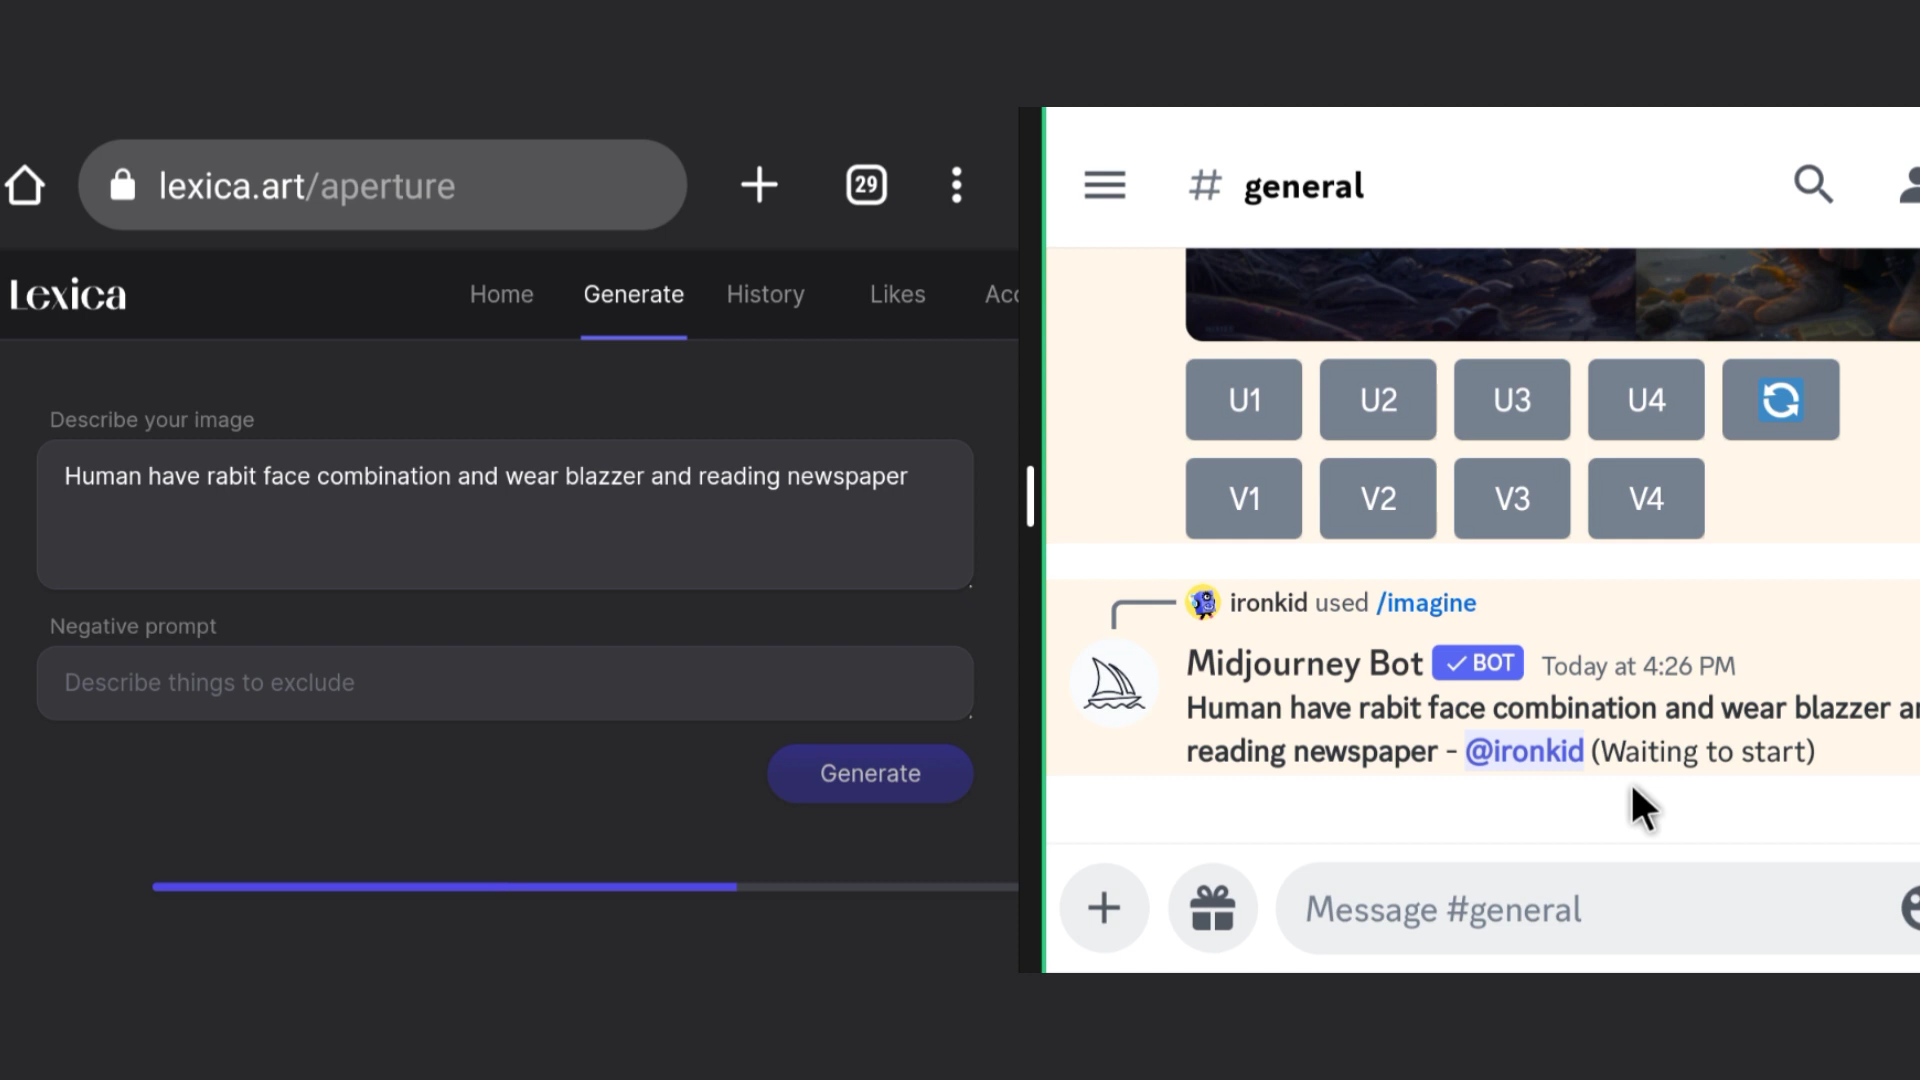 lexica.art/aperture
29
Lexica
Home
Generate
History
Likes
Describe your image
Human have rabit face combination and wear blazzer and reading newspaper
Negative prompt
Describe things to exclude
Generate
# general
U1
U2
U3
U4
V1
V2
V3
V4
ironkid used /imagine
Midjourney Bot
BOT
Today at 4:26 PM
Human have rabit face combination and wear blazzer
reading newspaper - @ironkid (Waiting to start)
Message #general